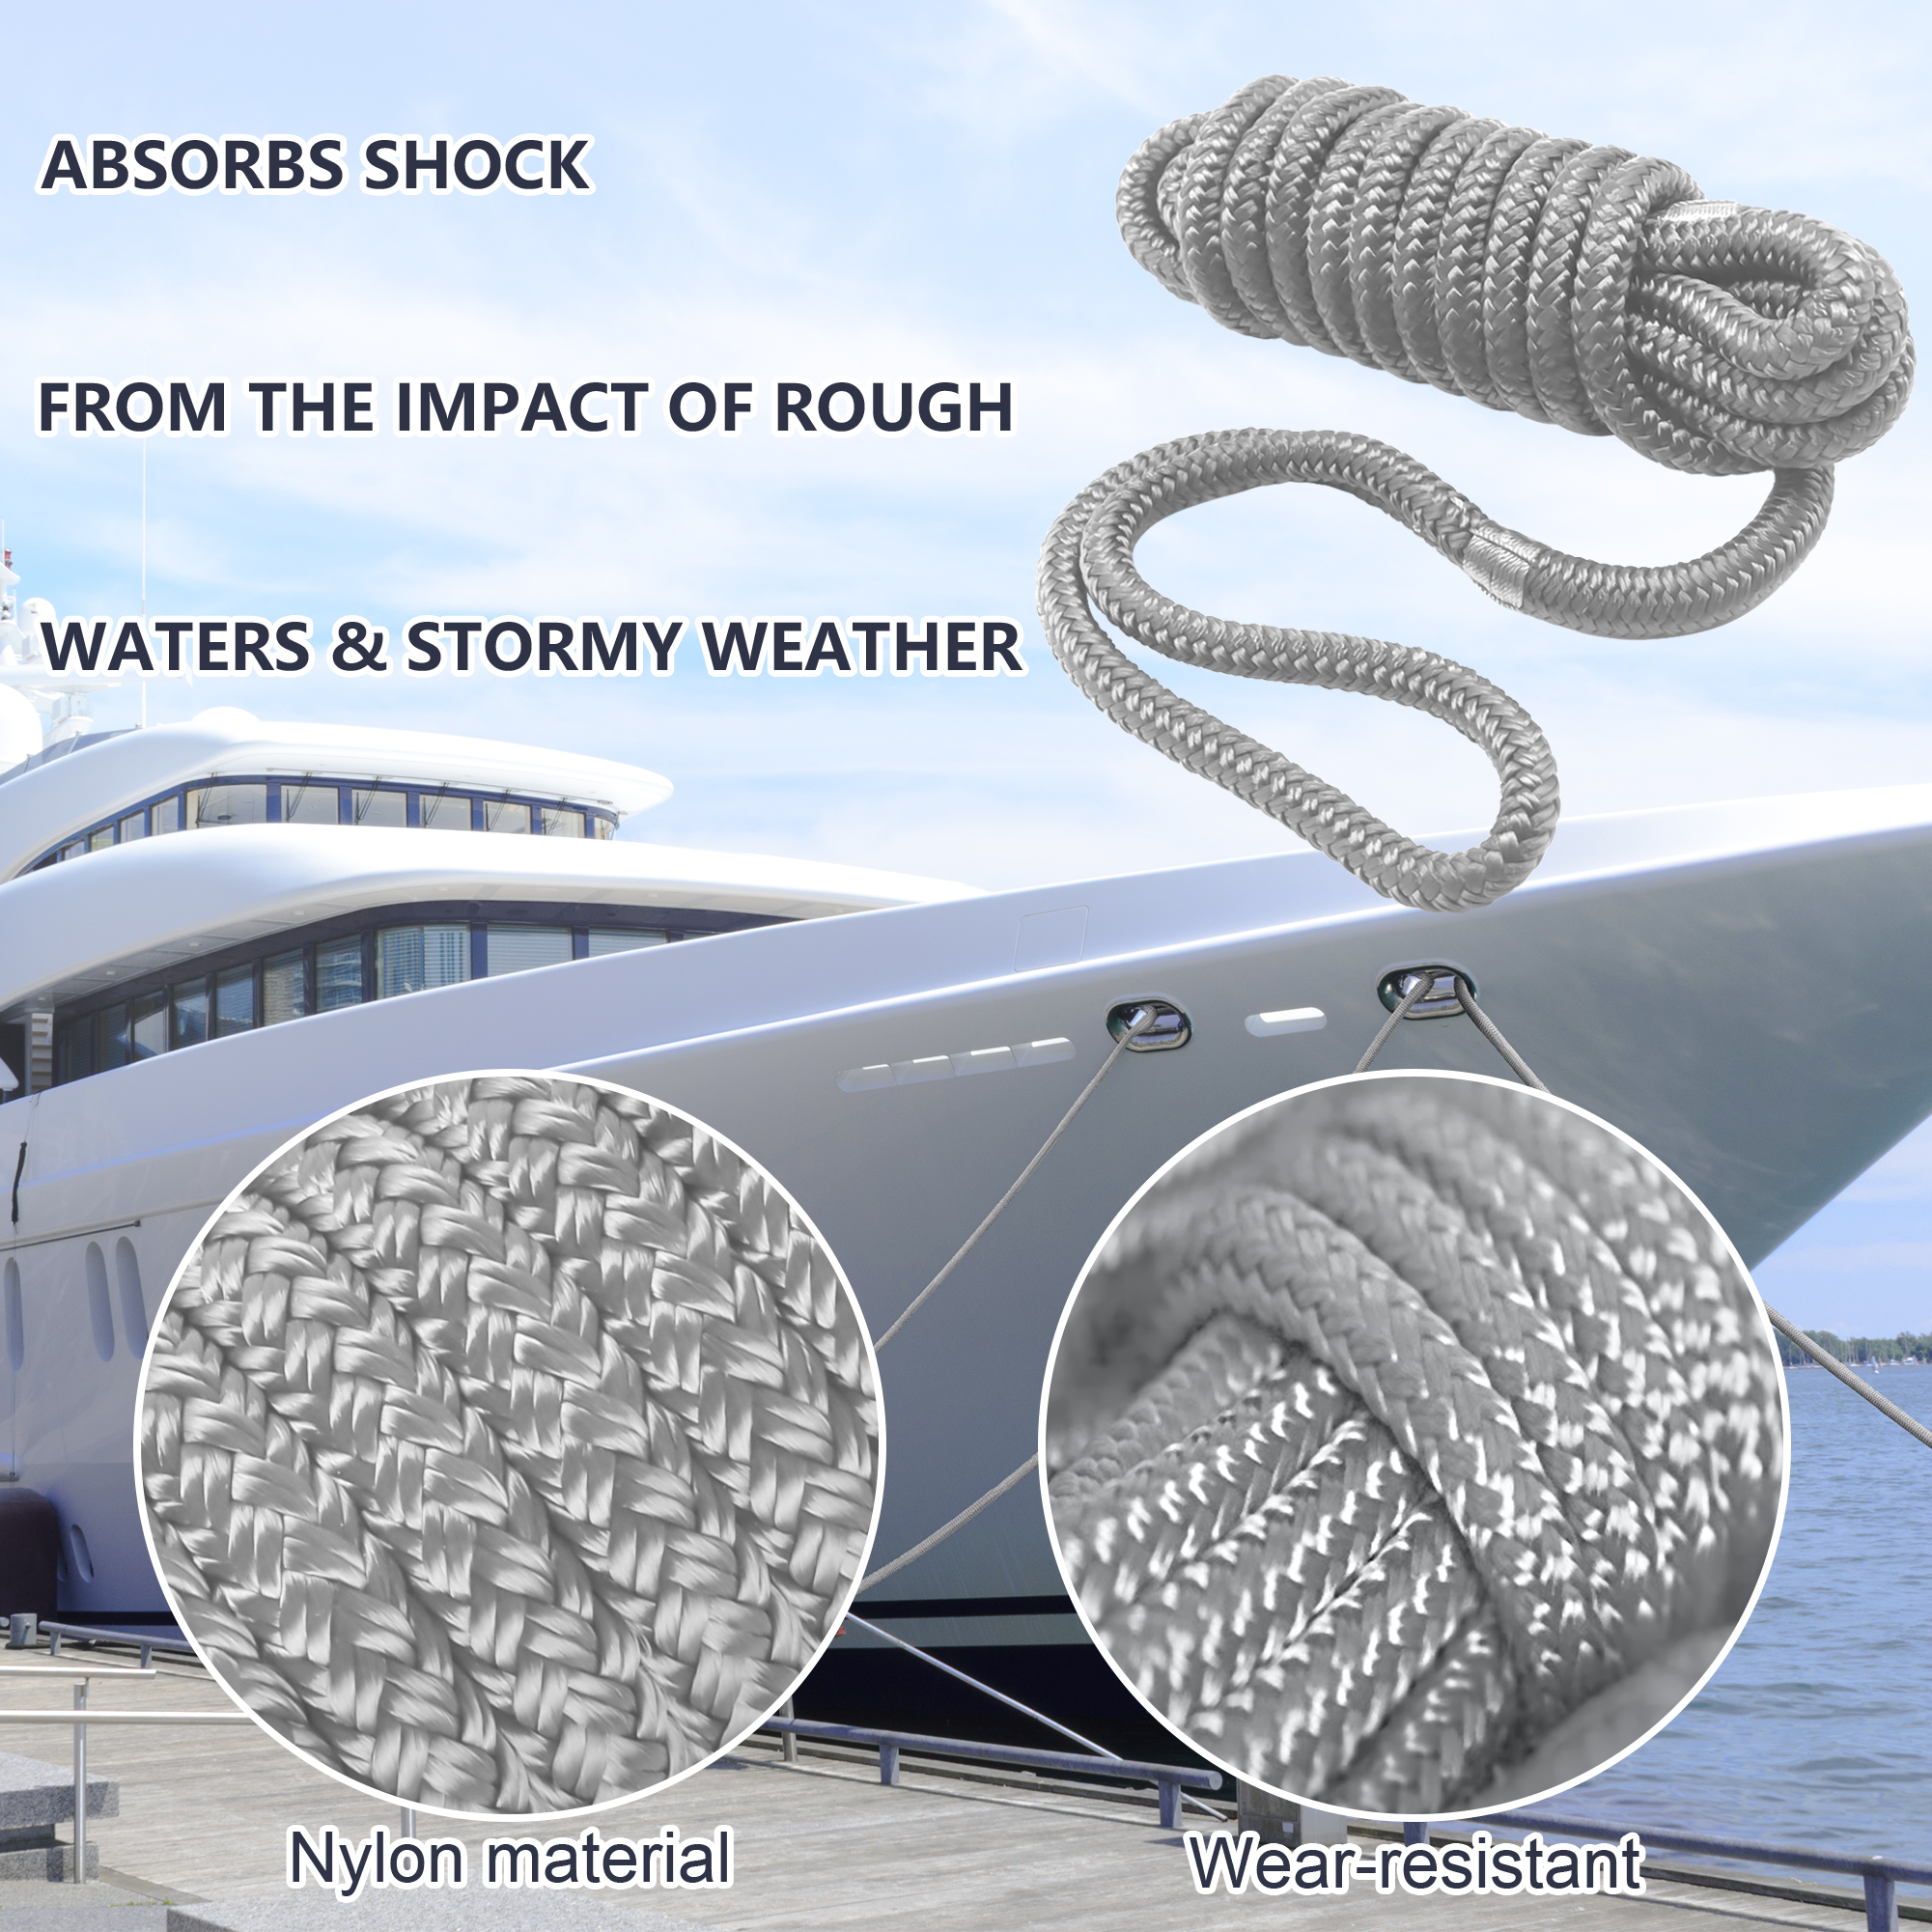 ABSORBS SHOCK
FROM THE IMPACT OF ROUGH
WATERS & STORMY WEATHER
Nylon material
Wear-resistant